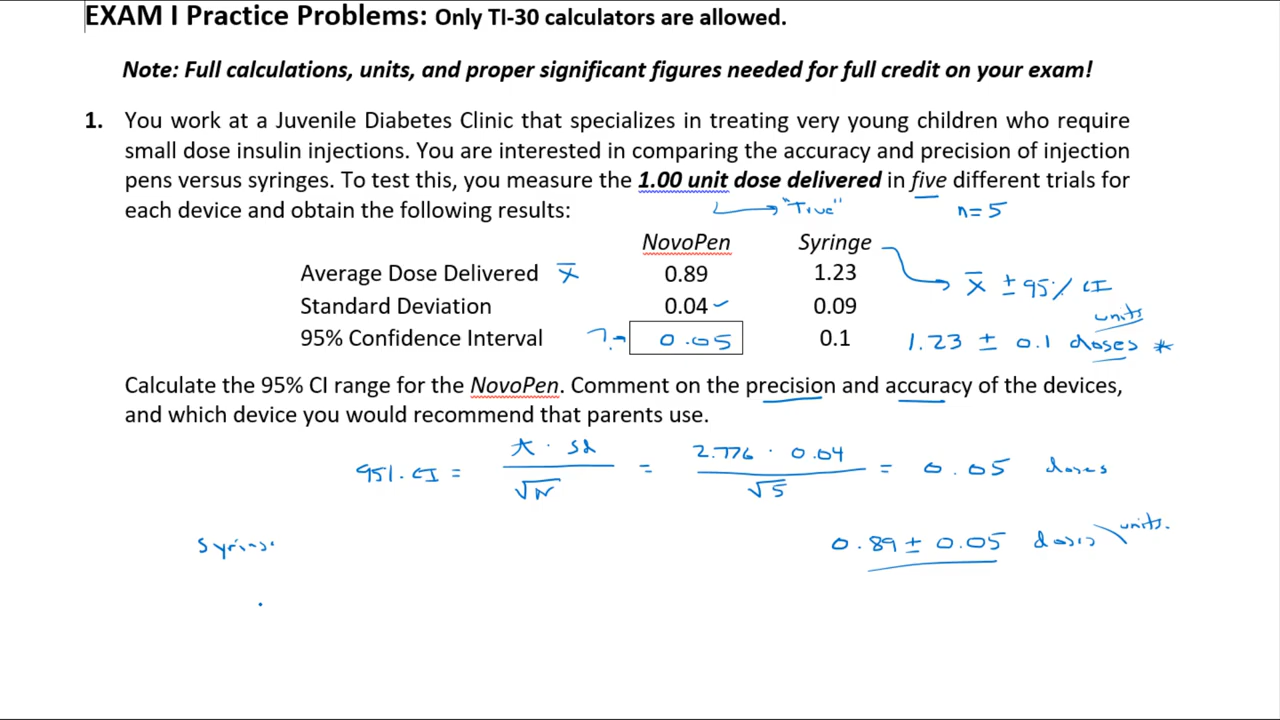 EXAM I Practice Problems: Only TI-30 calculators are allowed.
Note: Full calculations, units, and proper significant figures needed for full credit on your exam!
1. You work at a Juvenile Diabetes Clinic that specializes in treating very young children who require
small dose insulin injections. You are interested in comparing the accuracy and precision of injection
pens versus syringes. To test this, you measure the 1.00 unit dose delivered in five different trials for
each device and obtain the following results:
"True" n=5
NovoPen Syringe
Average Dose Delivered x̄ 0.89 1.23 x̄ ± 95% CI
Standard Deviation 0.04 0.09 units
95% Confidence Interval ?→ 0.05 0.1 1.23 ± 0.1 doses *
Calculate the 95% CI range for the NovoPen. Comment on the precision and accuracy of the devices,
and which device you would recommend that parents use.
95%. CI = t · sd / √N = 2.776 · 0.04 / √5 = 0.05 doses
Syringe 0.89 ± 0.05 doses units.